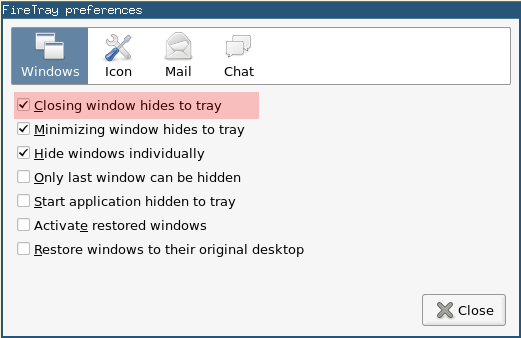 FireTray preferences
Windows Icon Mail Chat
Closing window hides to tray
Minimizing window hides to tray
Hide windows individually
Only last window can be hidden
Start application hidden to tray
Activate restored windows
Restore windows to their original desktop
Close